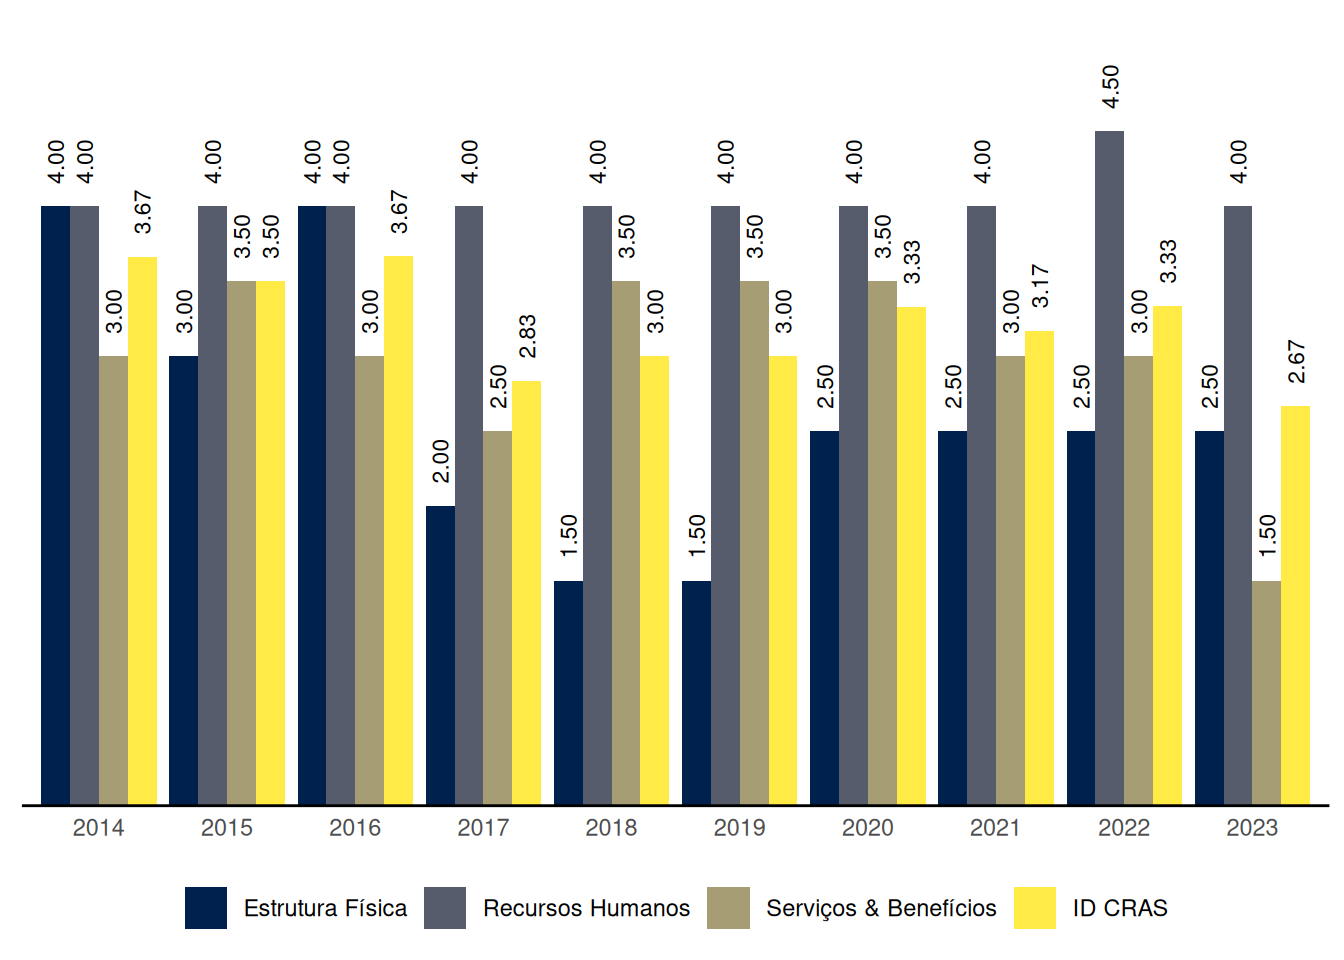 4.50
4.00 4.00 4.00 4.00 4.00 4.00 4.00 4.00 4.00 4.00 4.00
3.67 3.67
3.50 3.50 3.50 3.50 3.50
3.33 3.33
3.17
3.00 3.00 3.00 3.00 3.00 3.00 3.00
2.83
2.67
2.50 2.50 2.50 2.50 2.50
2.00
1.50 1.50 1.50
2014 2015 2016 2017 2018 2019 2020 2021 2022 2023
Estrutura Física Recursos Humanos Serviços & Benefícios ID CRAS